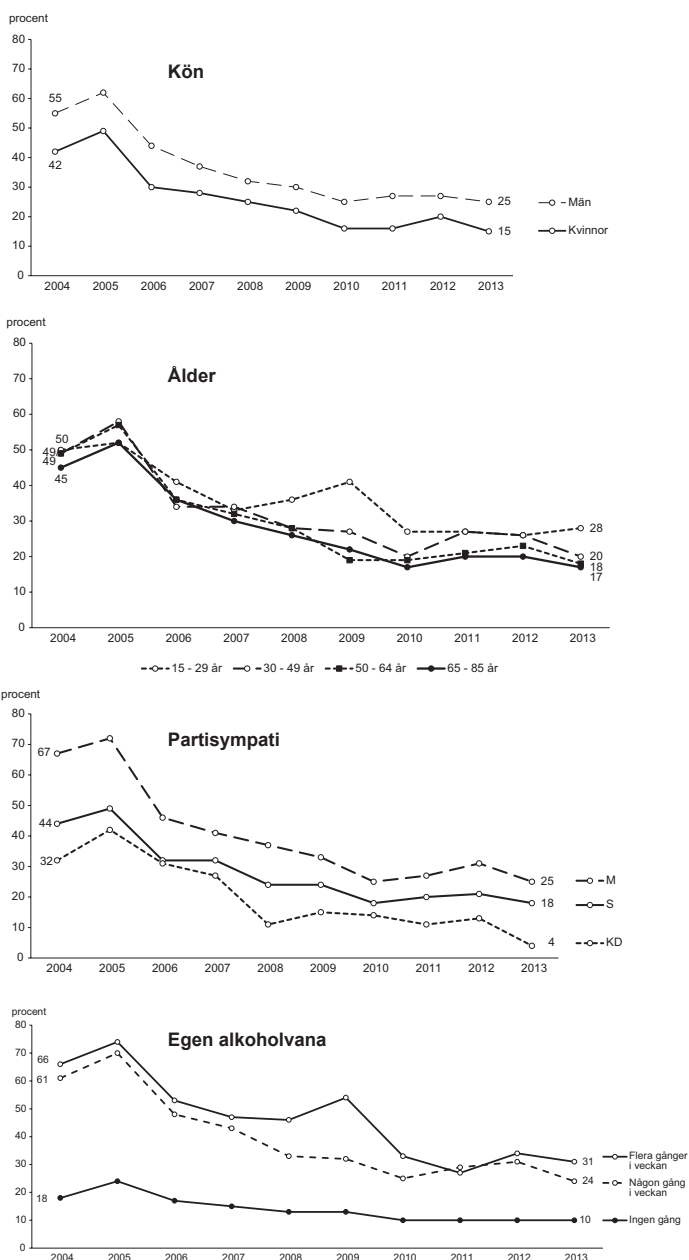 procent
80
Kön
70
60
55
50
40
42
30
25
- Män
20
15
Kvinnor
10
0
2004 2005 2006 2007 2008 2009 2010 2011 2012 2013
procent
80
Ålder
70
60
50
50
49
49
45
40
30
28
20
20
18
17
10
0
2004 2005 2006 2007 2008 2009 2010 2011 2012 2013
15 - 29 år 30 - 49 år 50 - 64 år 65 - 85 år
procent
80
Partisympati
70
67
60
50
44
40
32
30
25
M
20
18
S
10
4
KD
0
2004 2005 2006 2007 2008 2009 2010 2011 2012 2013
procent
80
Egen alkoholvana
70
66
61
60
50
40
30
31
Flera gånger
i veckan
24
Någon gång
i veckan
20
18
10
10
Ingen gång
0
2004 2005 2006 2007 2008 2009 2010 2011 2012 2013